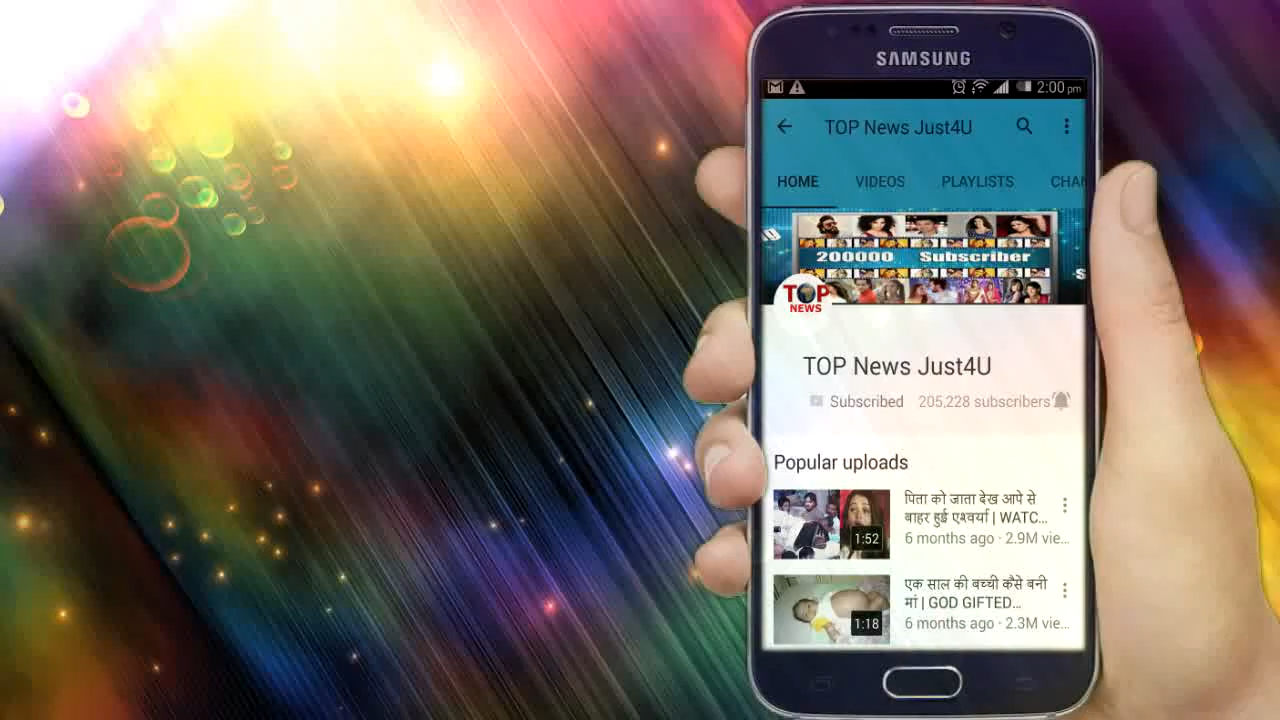 SAMSUNG
2:00 pm
TOP News Just4U
HOME VIDEOS PLAYLISTS CHAN
200000 Subscriber
TOP
NEWS
TOP News Just4U
Subscribed 205,228 subscribers
Popular uploads
पिता को जाता देख आपे से
बाहर हुई एश्वर्या | WATC...
6 months ago · 2.9M vie...
1:52
एक साल की बच्ची कैसे बनी
मां | GOD GIFTED...
6 months ago · 2.3M vie...
1:18